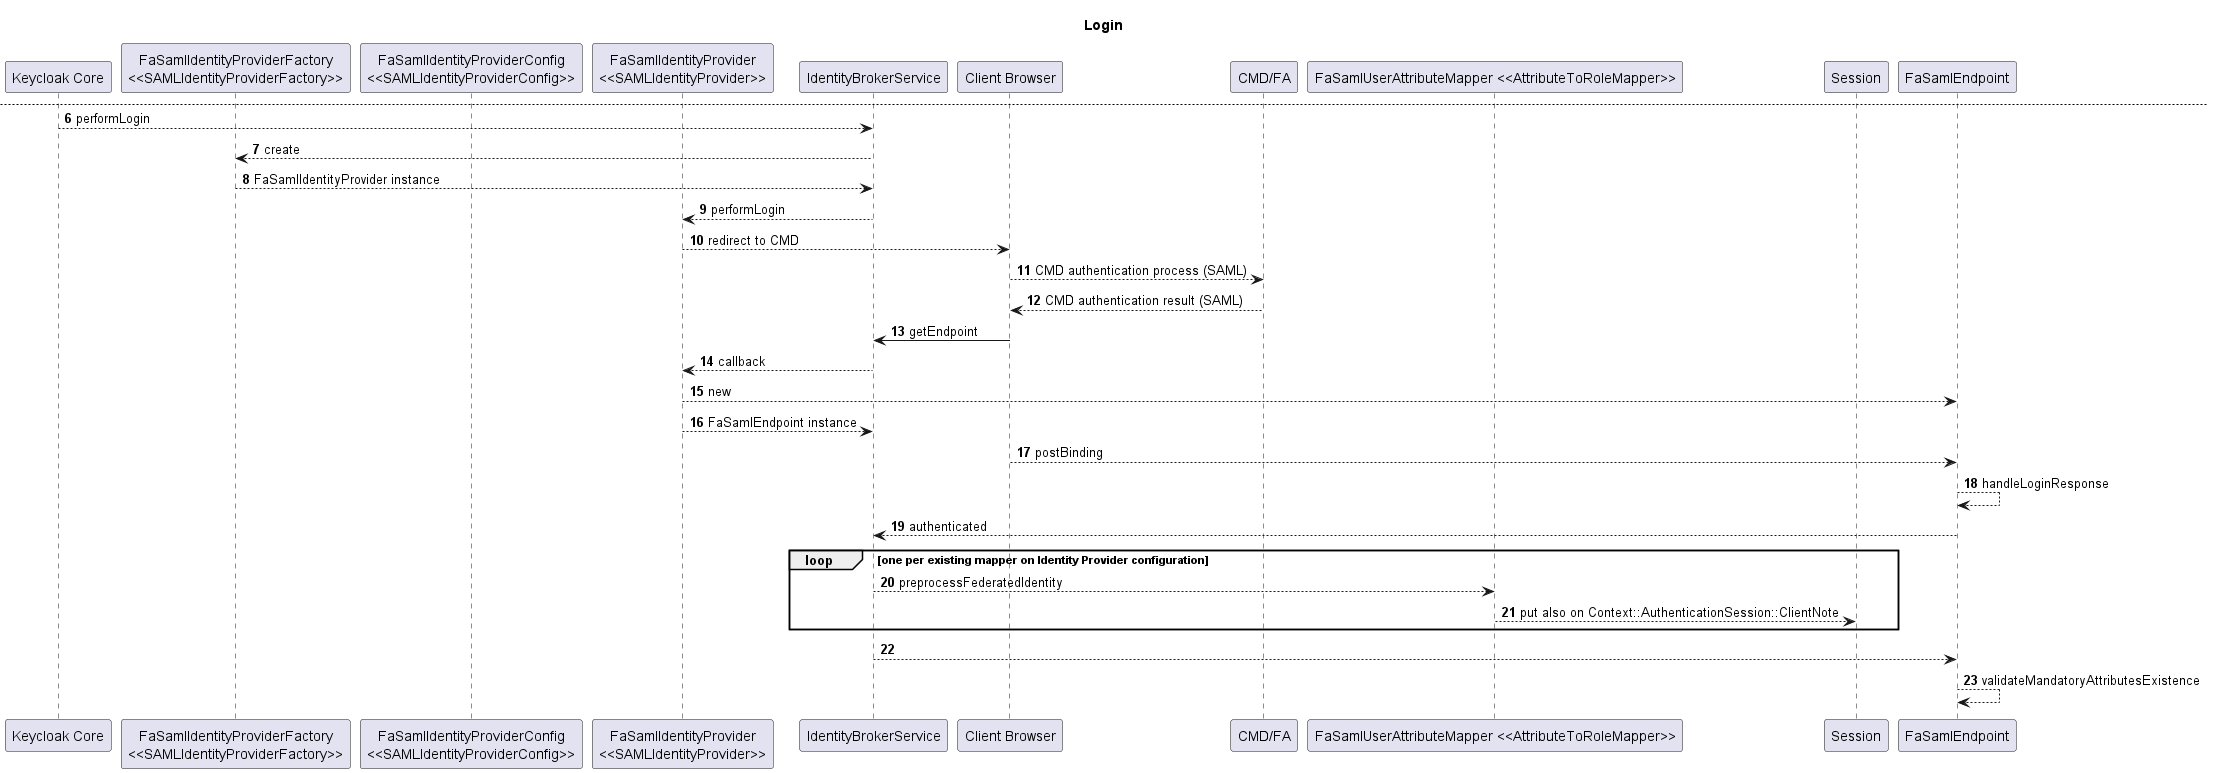 Login
Keycloak Core
FaSamlIdentityProviderFactory
<<SAMLIdentityProviderFactory>>
FaSamlIdentityProviderConfig
<<SAMLIdentityProviderConfig>>
FaSamlIdentityProvider
<<SAMLIdentityProvider>>
IdentityBrokerService
Client Browser
CMD/FA
FaSamlUserAttributeMapper <<AttributeToRoleMapper>>
Session
FaSamlEndpoint
6 performLogin
7 create
8 FaSamlIdentityProvider instance
9 performLogin
10 redirect to CMD
11 CMD authentication process (SAML)
12 CMD authentication result (SAML)
13 getEndpoint
14 callback
15 new
16 FaSamlEndpoint instance
17 postBinding
18 handleLoginResponse
19 authenticated
loop [one per existing mapper on Identity Provider configuration]
20 preprocessFederatedIdentity
21 put also on Context::AuthenticationSession::ClientNote
22
23 validateMandatoryAttributesExistence
Keycloak Core
FaSamlIdentityProviderFactory
<<SAMLIdentityProviderFactory>>
FaSamlIdentityProviderConfig
<<SAMLIdentityProviderConfig>>
FaSamlIdentityProvider
<<SAMLIdentityProvider>>
IdentityBrokerService
Client Browser
CMD/FA
FaSamlUserAttributeMapper <<AttributeToRoleMapper>>
Session
FaSamlEndpoint